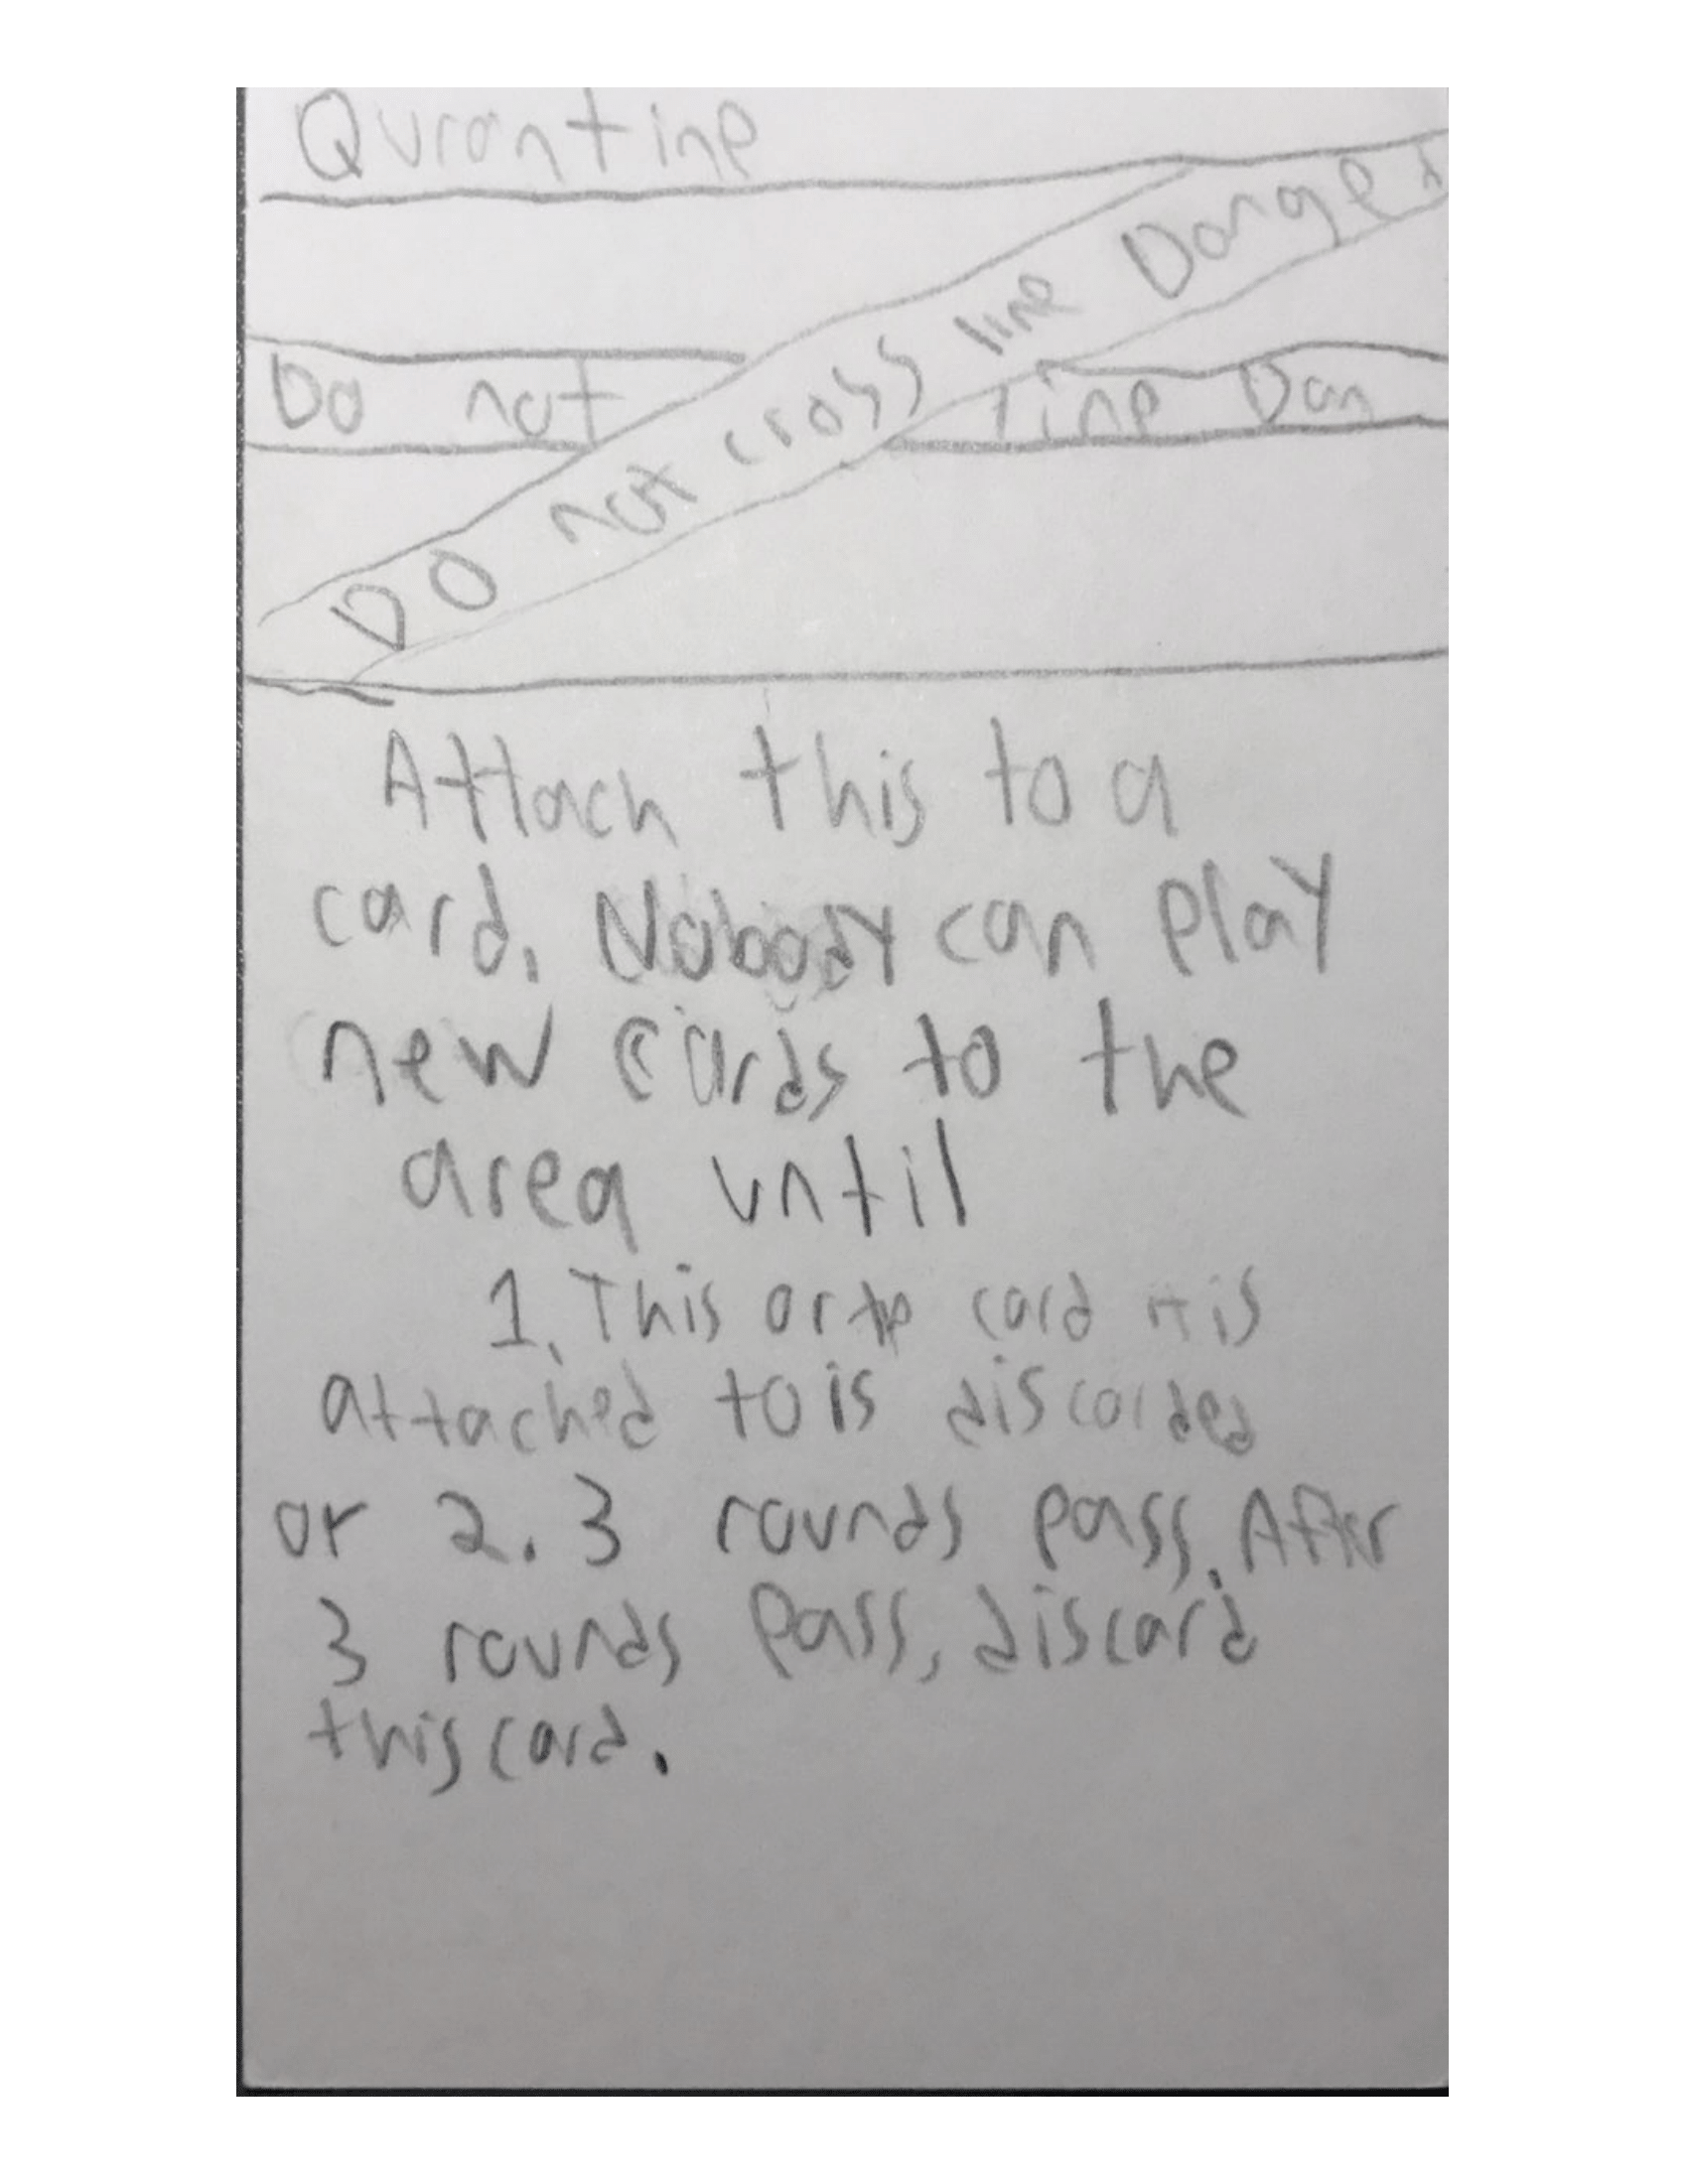 Qurantine
Do not cross line Danger
Do not line Dan
Attach this to a
card. Nobody can play
new cards to the
area until
1. This or the card it is
attached to is discarded
or 2. 3 rounds pass. After
3 rounds pass, discard
this card.